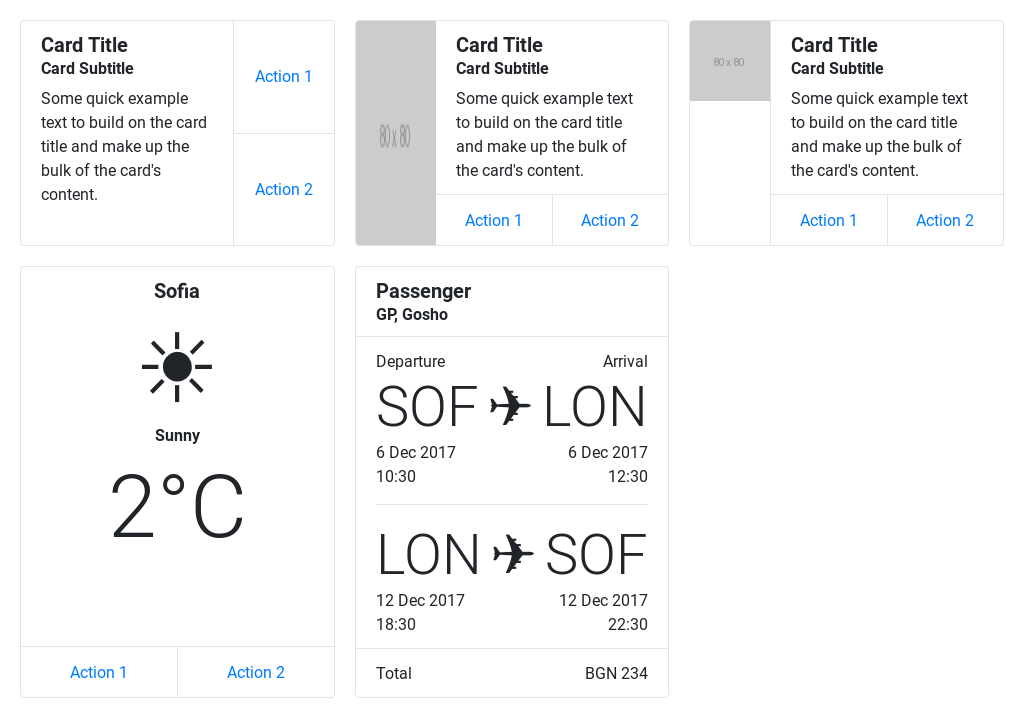 Card Title
Card Subtitle
Some quick example
text to build on the card
title and make up the
bulk of the card's
content.
Action 1
Action 2
80 x 80
Card Title
Card Subtitle
Some quick example text
to build on the card title
and make up the bulk of
the card's content.
Action 1
Action 2
80 x 80
Card Title
Card Subtitle
Some quick example text
to build on the card title
and make up the bulk of
the card's content.
Action 1
Action 2
Sofia
Sunny
2°C
Action 1
Action 2
Passenger
GP, Gosho
Departure Arrival
SOF ✈ LON
6 Dec 2017 6 Dec 2017
10:30 12:30
LON ✈ SOF
12 Dec 2017 12 Dec 2017
18:30 22:30
Total BGN 234